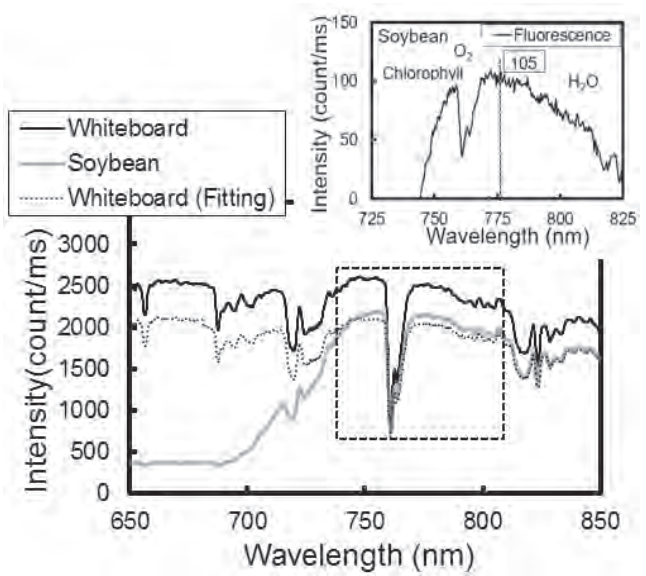 150
Soybean
Fluorescence
O2
105
100
Chlorophyll
H2O
50
0
725 750 775 800 825
Wavelength (nm)
Intensity (count/ms)
Whiteboard
Soybean
Whiteboard (Fitting)
3000
2500
2000
1500
1000
500
0
650 700 750 800 850
Wavelength (nm)
Intensity(count/ms)